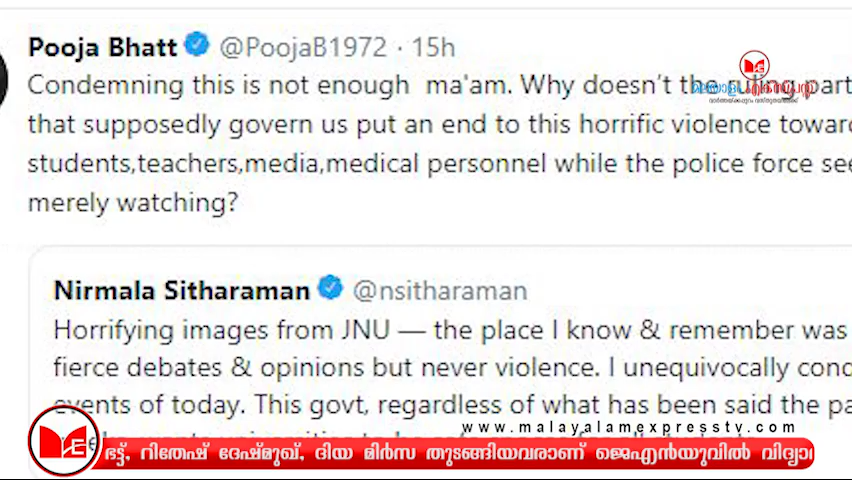 Pooja Bhatt @PoojaB1972 · 15h
Condemning this is not enough ma'am. Why doesn't the ruling part
that supposedly govern us put an end to this horrific violence towar
students,teachers,media,medical personnel while the police force see
merely watching?
Nirmala Sitharaman @nsitharaman
Horrifying images from JNU — the place I know & remember was
fierce debates & opinions but never violence. I unequivocally cond
events of today. This govt, regardless of what has been said the pa
www.malayalamexpresstv.com
ഭട്ട്, റിതേഷ് ദേഷ്മുഖ്, ദിയ മിർസ തുടങ്ങിയവരാണ് ജെഎൻയുവിൽ വിദ്യാ